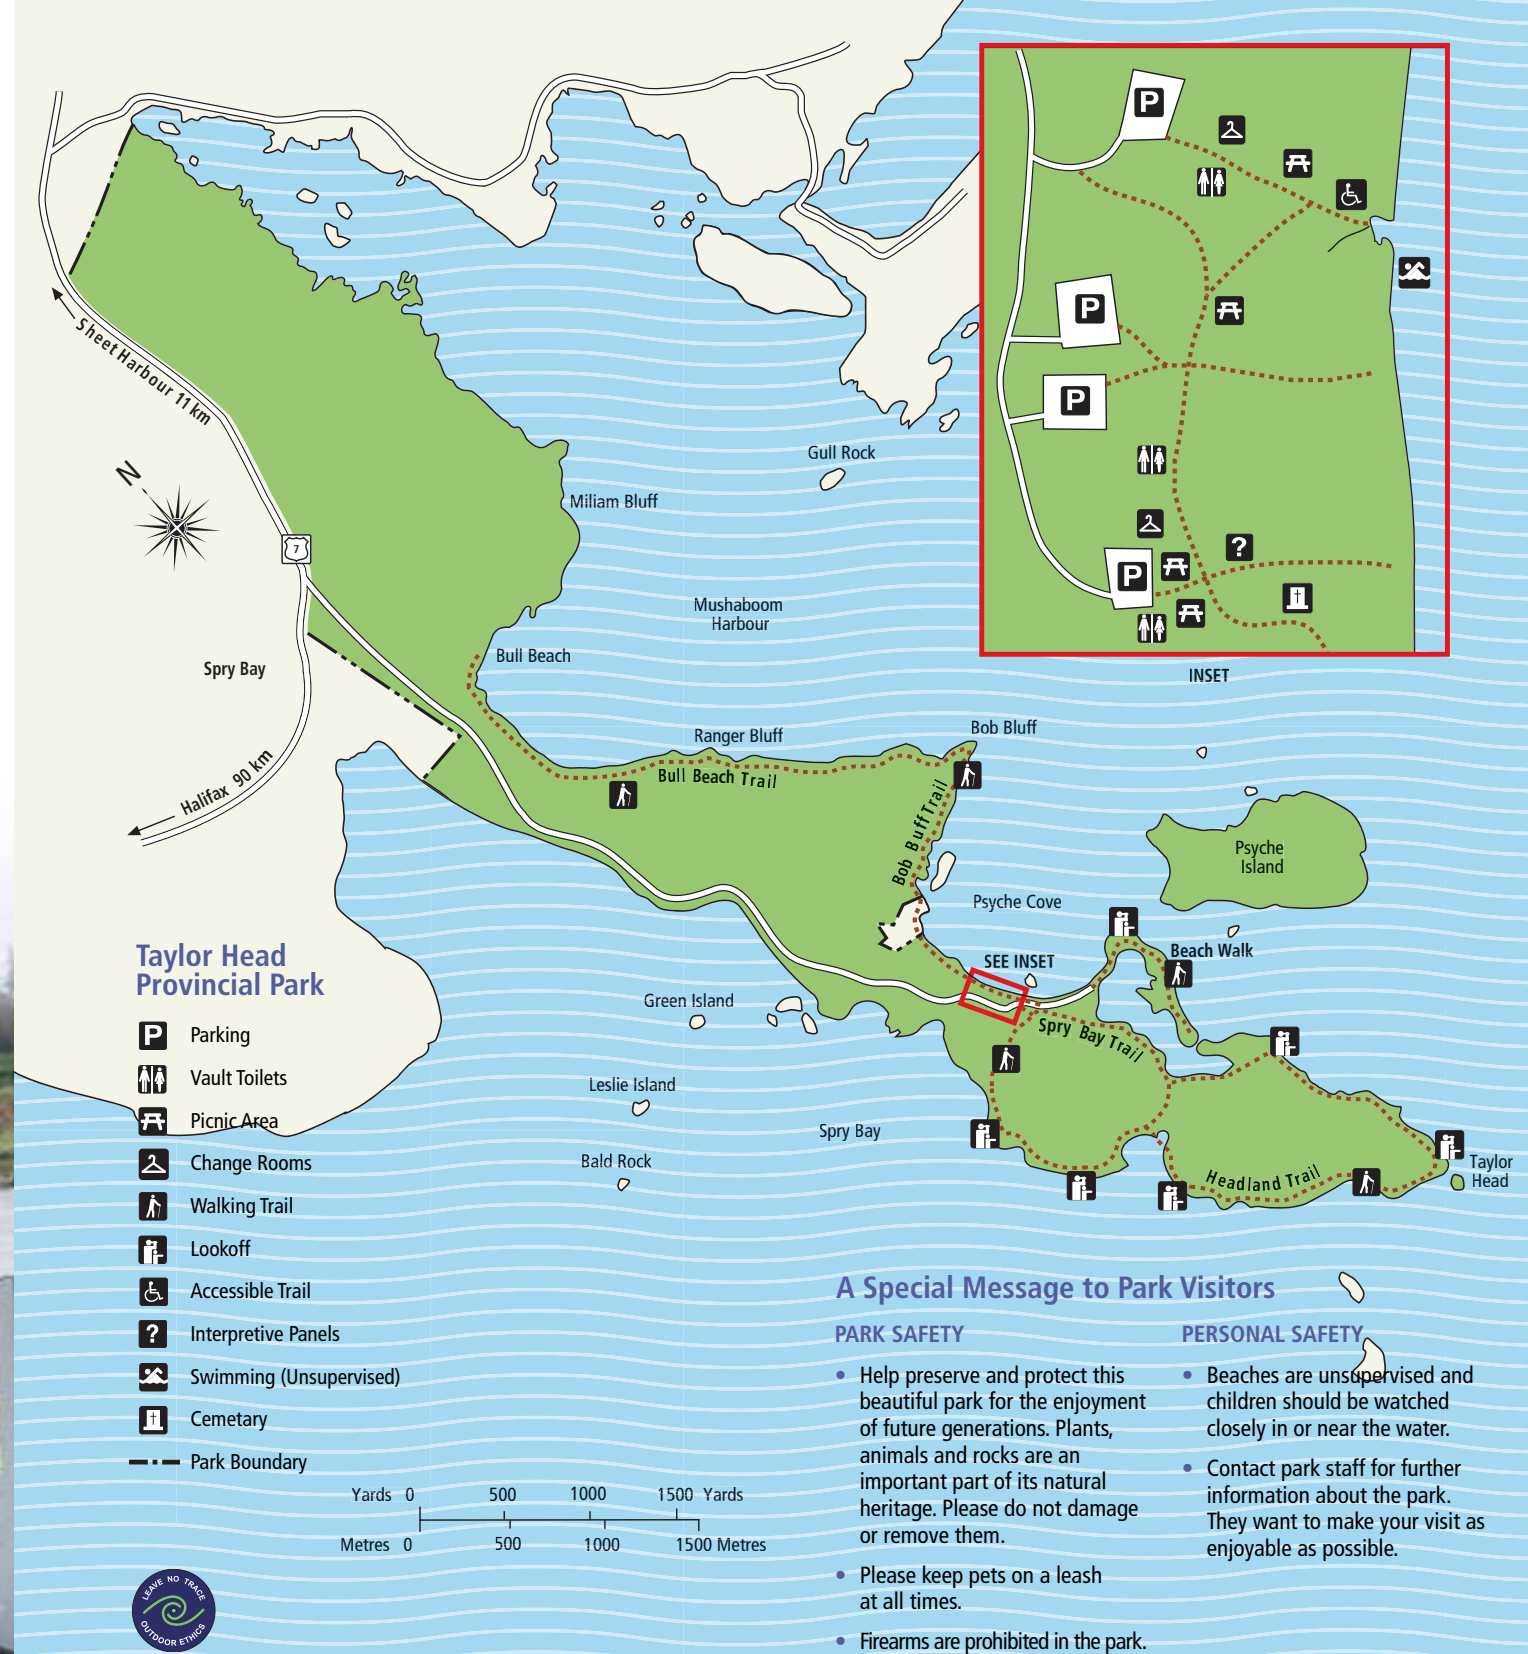 P
P
P
P
?
INSET
Sheet Harbour 11 km
N
7
Spry Bay
Halifax 90 km
Gull Rock
Miliam Bluff
Mushaboom
Harbour
Bull Beach
Ranger Bluff
Bob Bluff
Bull Beach Trail
Bob Buff Trail
Psyche
Island
Psyche Cove
SEE INSET
Beach Walk
Green Island
Spry Bay Trail
Leslie Island
Spry Bay
Bald Rock
Headland Trail
Taylor
Head
Taylor Head
Provincial Park
P Parking
Vault Toilets
Picnic Area
Change Rooms
Walking Trail
Lookoff
Accessible Trail
? Interpretive Panels
Swimming (Unsupervised)
Cemetary
Park Boundary
Yards 0 500 1000 1500 Yards
Metres 0 500 1000 1500 Metres
LEAVE NO TRACE
OUTDOOR ETHICS
A Special Message to Park Visitors
PARK SAFETY
• Help preserve and protect this
beautiful park for the enjoyment
of future generations. Plants,
animals and rocks are an
important part of its natural
heritage. Please do not damage
or remove them.
• Please keep pets on a leash
at all times.
• Firearms are prohibited in the park.
PERSONAL SAFETY
• Beaches are unsupervised and
children should be watched
closely in or near the water.
• Contact park staff for further
information about the park.
They want to make your visit as
enjoyable as possible.